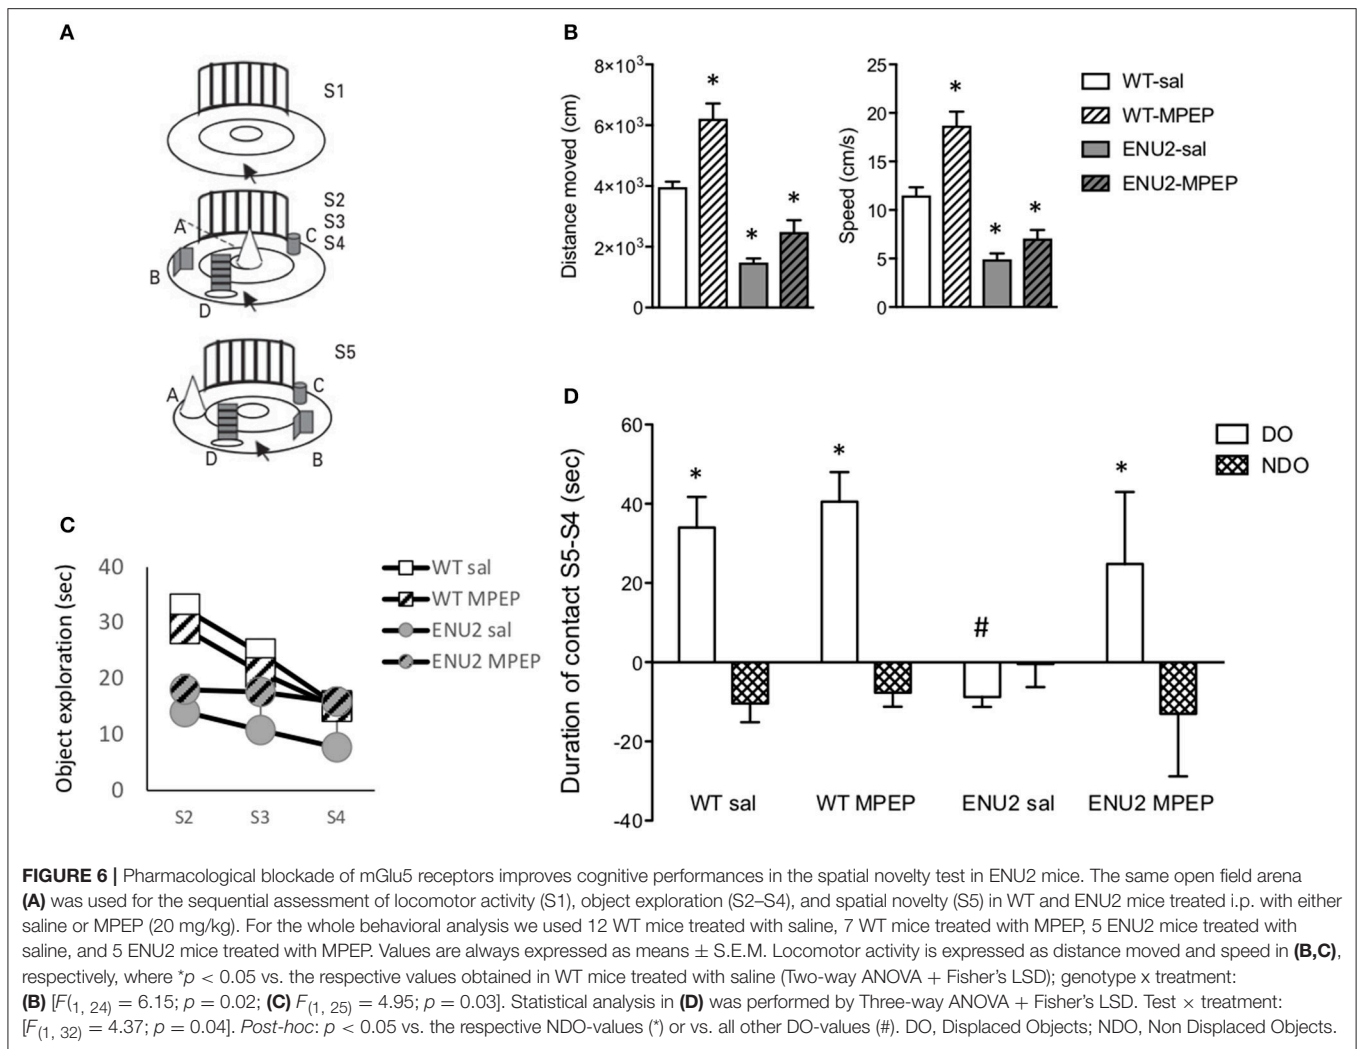 A
S1
S2
S3
S4
A
C
B
D
S5
A
C
D
B
B
8×10³
6×10³
4×10³
2×10³
0
Distance moved (cm)
*
*
*
25
20
15
10
5
0
Speed (cm/s)
*
*
*
WT-sal
WT-MPEP
ENU2-sal
ENU2-MPEP
C
40
30
20
10
0
Object exploration (sec)
S2
S3
S4
WT sal
WT MPEP
ENU2 sal
ENU2 MPEP
D
60
40
20
0
-20
-40
Duration of contact S5-S4 (sec)
*
*
#
*
DO
NDO
WT sal
WT MPEP
ENU2 sal
ENU2 MPEP
FIGURE 6 | Pharmacological blockade of mGlu5 receptors improves cognitive performances in the spatial novelty test in ENU2 mice. The same open field arena
(A) was used for the sequential assessment of locomotor activity (S1), object exploration (S2–S4), and spatial novelty (S5) in WT and ENU2 mice treated i.p. with either
saline or MPEP (20 mg/kg). For the whole behavioral analysis we used 12 WT mice treated with saline, 7 WT mice treated with MPEP, 5 ENU2 mice treated with
saline, and 5 ENU2 mice treated with MPEP. Values are always expressed as means ± S.E.M. Locomotor activity is expressed as distance moved and speed in (B,C),
respectively, where *p < 0.05 vs. the respective values obtained in WT mice treated with saline (Two-way ANOVA + Fisher's LSD); genotype x treatment:
(B) [F(1, 24) = 6.15; p = 0.02; (C) F(1, 25) = 4.95; p = 0.03]. Statistical analysis in (D) was performed by Three-way ANOVA + Fisher's LSD. Test × treatment:
[F(1, 32) = 4.37; p = 0.04]. Post-hoc: p < 0.05 vs. the respective NDO-values (*) or vs. all other DO-values (#). DO, Displaced Objects; NDO, Non Displaced Objects.